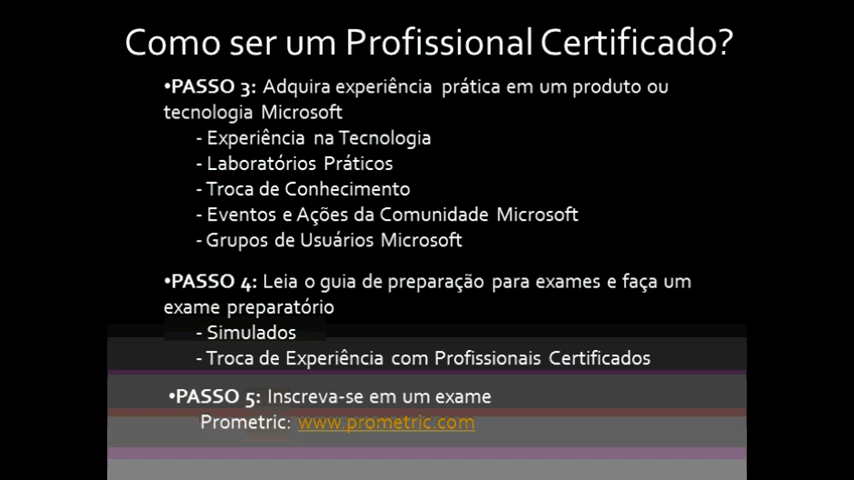 Como ser um Profissional Certificado?
•PASSO 3: Adquira experiência prática em um produto ou
tecnologia Microsoft
- Experiência na Tecnologia
- Laboratórios Práticos
- Troca de Conhecimento
- Eventos e Ações da Comunidade Microsoft
- Grupos de Usuários Microsoft
•PASSO 4: Leia o guia de preparação para exames e faça um
exame preparatório
- Simulados
- Troca de Experiência com Profissionais Certificados
•PASSO 5: Inscreva-se em um exame
Prometric: www.prometric.com